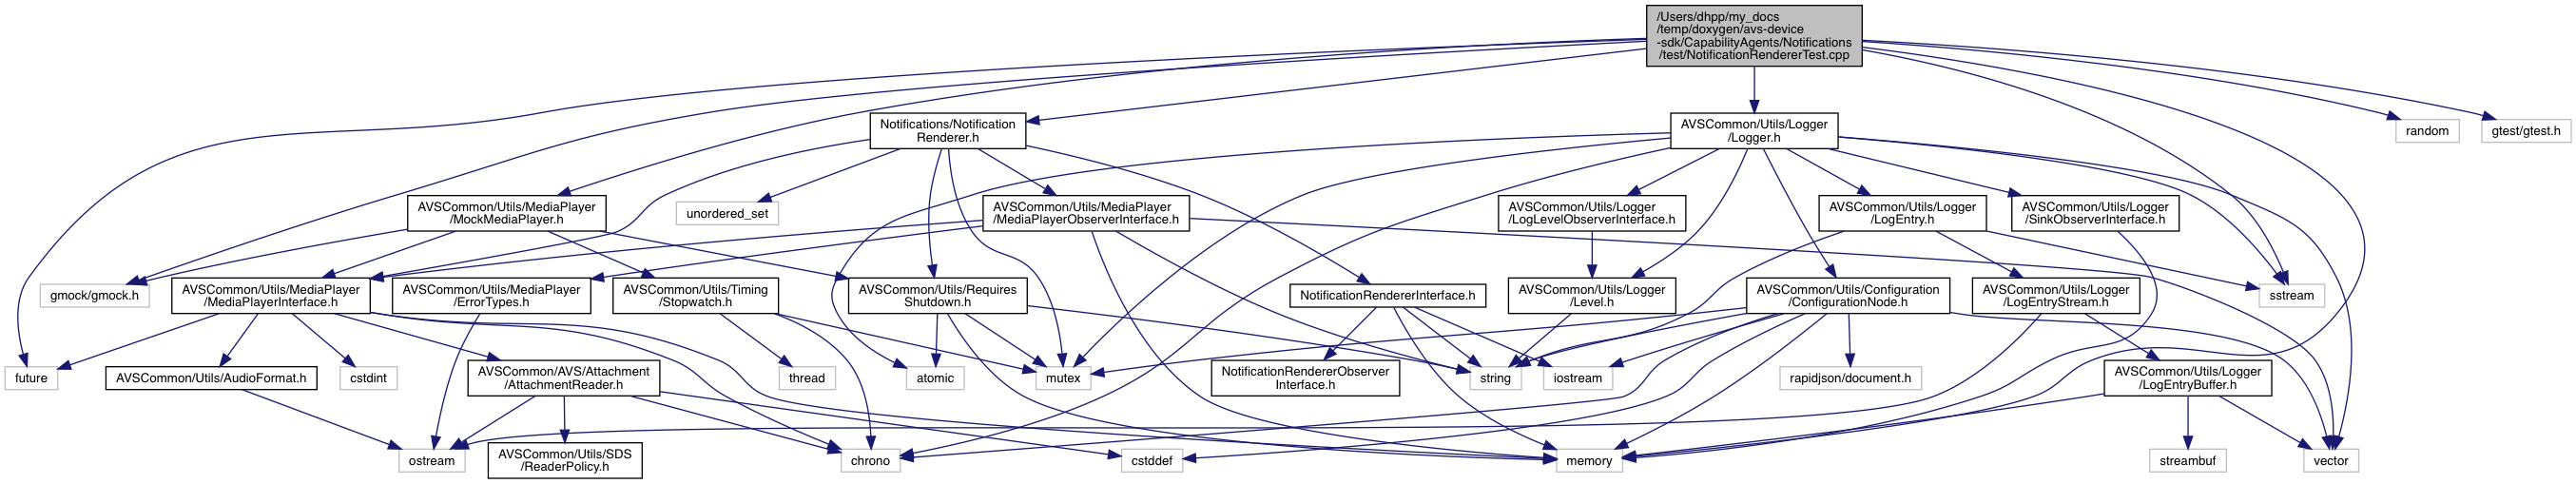 /Users/dhpp/my_docs
/temp/doxygen/avs-device
-sdk/CapabilityAgents/Notifications
/test/NotificationRendererTest.cpp
Notifications/Notification
Renderer.h
AVSCommon/Utils/Logger
/Logger.h
random
gtest/gtest.h
AVSCommon/Utils/MediaPlayer
/MockMediaPlayer.h
unordered_set
AVSCommon/Utils/MediaPlayer
/MediaPlayerObserverInterface.h
AVSCommon/Utils/Logger
/LogLevelObserverInterface.h
AVSCommon/Utils/Logger
/LogEntry.h
AVSCommon/Utils/Logger
/SinkObserverInterface.h
gmock/gmock.h
AVSCommon/Utils/MediaPlayer
/MediaPlayerInterface.h
AVSCommon/Utils/MediaPlayer
/ErrorTypes.h
AVSCommon/Utils/Timing
/Stopwatch.h
AVSCommon/Utils/Requires
Shutdown.h
NotificationRendererInterface.h
AVSCommon/Utils/Logger
/Level.h
AVSCommon/Utils/Configuration
/ConfigurationNode.h
AVSCommon/Utils/Logger
/LogEntryStream.h
sstream
future
AVSCommon/Utils/AudioFormat.h
cstdint
AVSCommon/AVS/Attachment
/AttachmentReader.h
thread
atomic
mutex
NotificationRendererObserver
Interface.h
string
iostream
rapidjson/document.h
AVSCommon/Utils/Logger
/LogEntryBuffer.h
ostream
AVSCommon/Utils/SDS
/ReaderPolicy.h
chrono
cstddef
memory
streambuf
vector